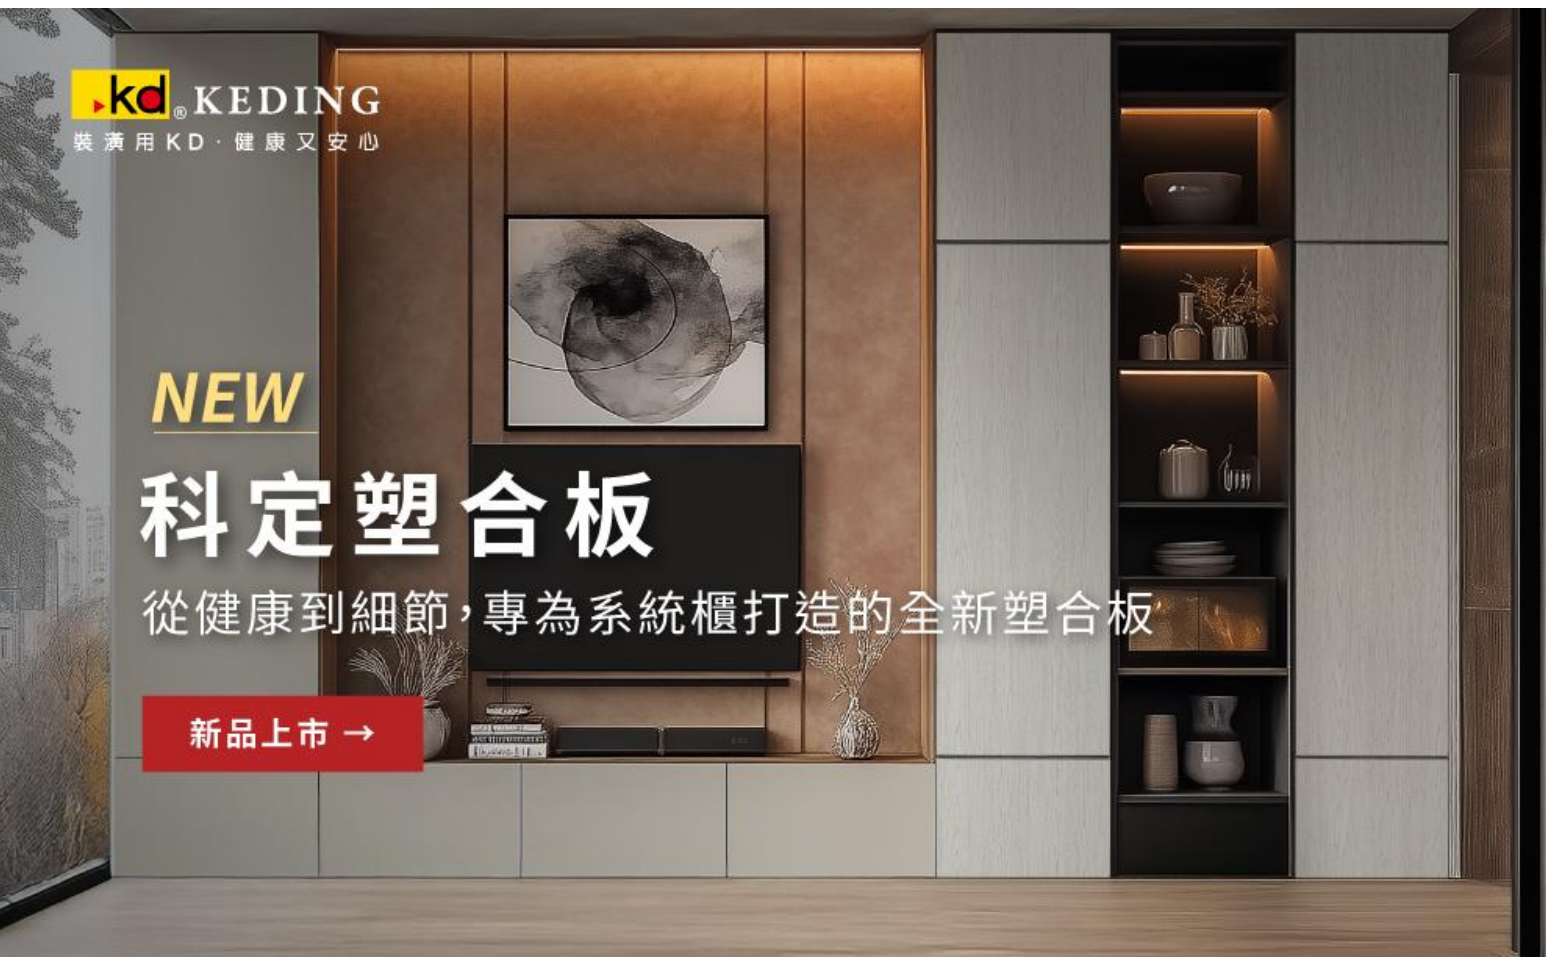 kd® KEDING
裝潢用KD·健康又安心
NEW
科定塑合板
從健康到細節，專為系統櫃打造的全新塑合板
新品上市 →